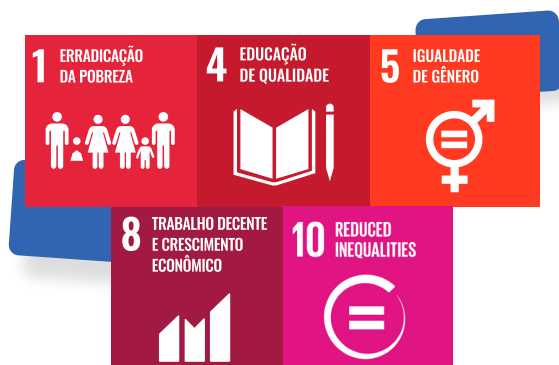 1 ERRADICAÇÃO
DA POBREZA
4 EDUCAÇÃO
DE QUALIDADE
5 IGUALDADE
DE GÊNERO
8 TRABALHO DECENTE
E CRESCIMENTO
ECONÔMICO
10 REDUCED
INEQUALITIES